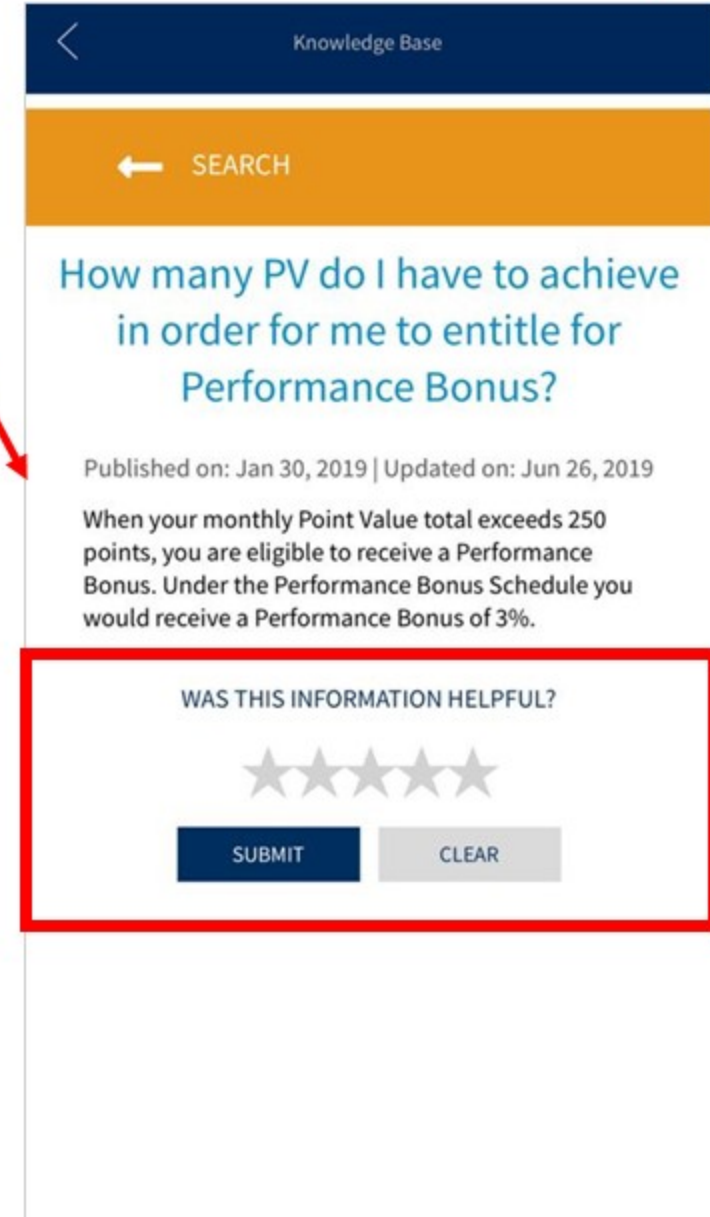 Knowledge Base
SEARCH
How many PV do I have to achieve
in order for me to entitle for
Performance Bonus?
Published on: Jan 30, 2019 | Updated on: Jun 26, 2019
When your monthly Point Value total exceeds 250
points, you are eligible to receive a Performance
Bonus. Under the Performance Bonus Schedule you
would receive a Performance Bonus of 3%.
WAS THIS INFORMATION HELPFUL?
SUBMIT CLEAR